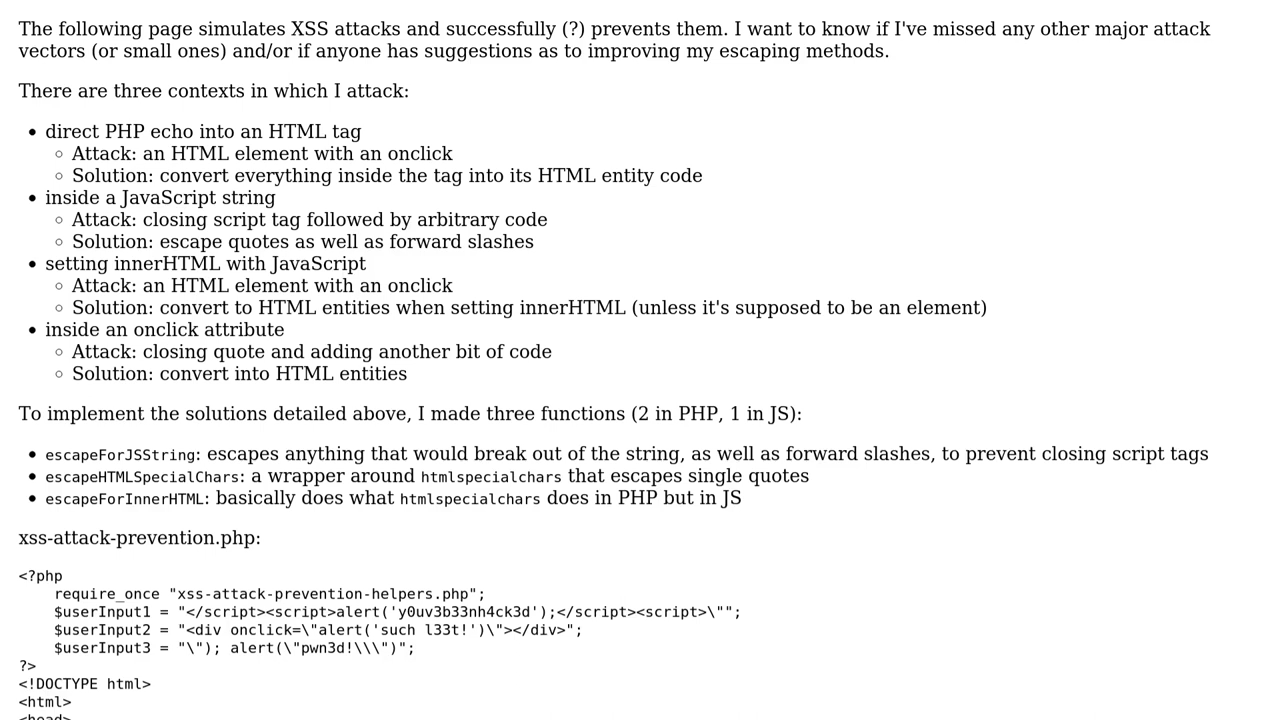 The following page simulates XSS attacks and successfully (?) prevents them. I want to know if I've missed any other major attack
vectors (or small ones) and/or if anyone has suggestions as to improving my escaping methods.
There are three contexts in which I attack:
• direct PHP echo into an HTML tag
◦ Attack: an HTML element with an onclick
◦ Solution: convert everything inside the tag into its HTML entity code
• inside a JavaScript string
◦ Attack: closing script tag followed by arbitrary code
◦ Solution: escape quotes as well as forward slashes
• setting innerHTML with JavaScript
◦ Attack: an HTML element with an onclick
◦ Solution: convert to HTML entities when setting innerHTML (unless it's supposed to be an element)
• inside an onclick attribute
◦ Attack: closing quote and adding another bit of code
◦ Solution: convert into HTML entities
To implement the solutions detailed above, I made three functions (2 in PHP, 1 in JS):
• escapeForJSString: escapes anything that would break out of the string, as well as forward slashes, to prevent closing script tags
• escapeHTMLSpecialChars: a wrapper around htmlspecialchars that escapes single quotes
• escapeForInnerHTML: basically does what htmlspecialchars does in PHP but in JS
xss-attack-prevention.php:
<?php
    require_once "xss-attack-prevention-helpers.php";
    $userInput1 = "</script><script>alert('y0uv3b33nh4ck3d');</script><script>\"";
    $userInput2 = "<div onclick=\"alert('such l33t!')\"></div>";
    $userInput3 = "\"); alert(\"pwn3d!\\\")";
?>
<!DOCTYPE html>
<html>
<head>